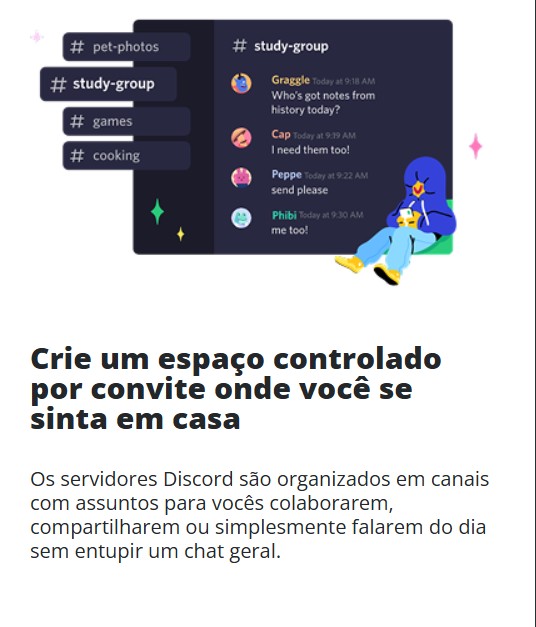 # pet-photos
# study-group
# games
# cooking
# study-group
Graggle Today at 9:18 AM
Who's got notes from
history today?
Cap Today at 9:19 AM
I need them too!
Peppe Today at 9:22 AM
send please
Phibi Today at 9:30 AM
me too!
Crie um espaço controlado
por convite onde você se
sinta em casa
Os servidores Discord são organizados em canais
com assuntos para vocês colaborarem,
compartilharem ou simplesmente falarem do dia
sem entupir um chat geral.